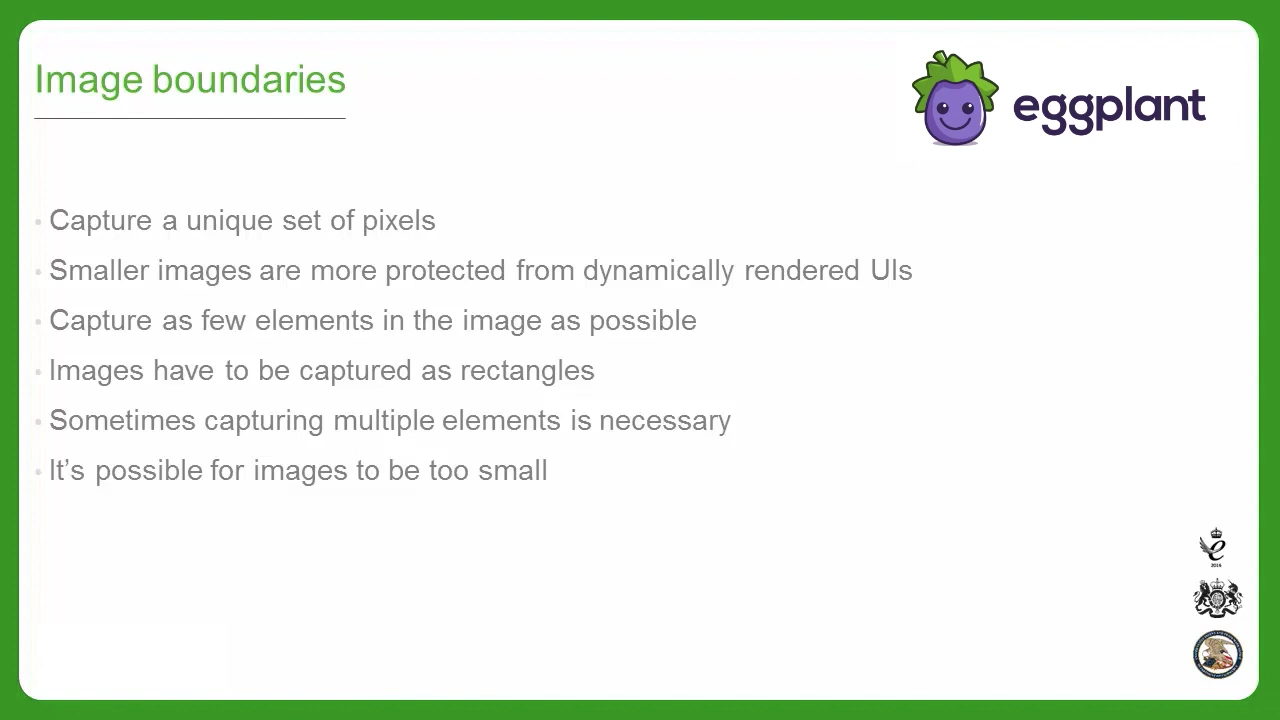 Image boundaries
eggplant
• Capture a unique set of pixels
• Smaller images are more protected from dynamically rendered UIs
• Capture as few elements in the image as possible
• Images have to be captured as rectangles
• Sometimes capturing multiple elements is necessary
• It’s possible for images to be too small
2016